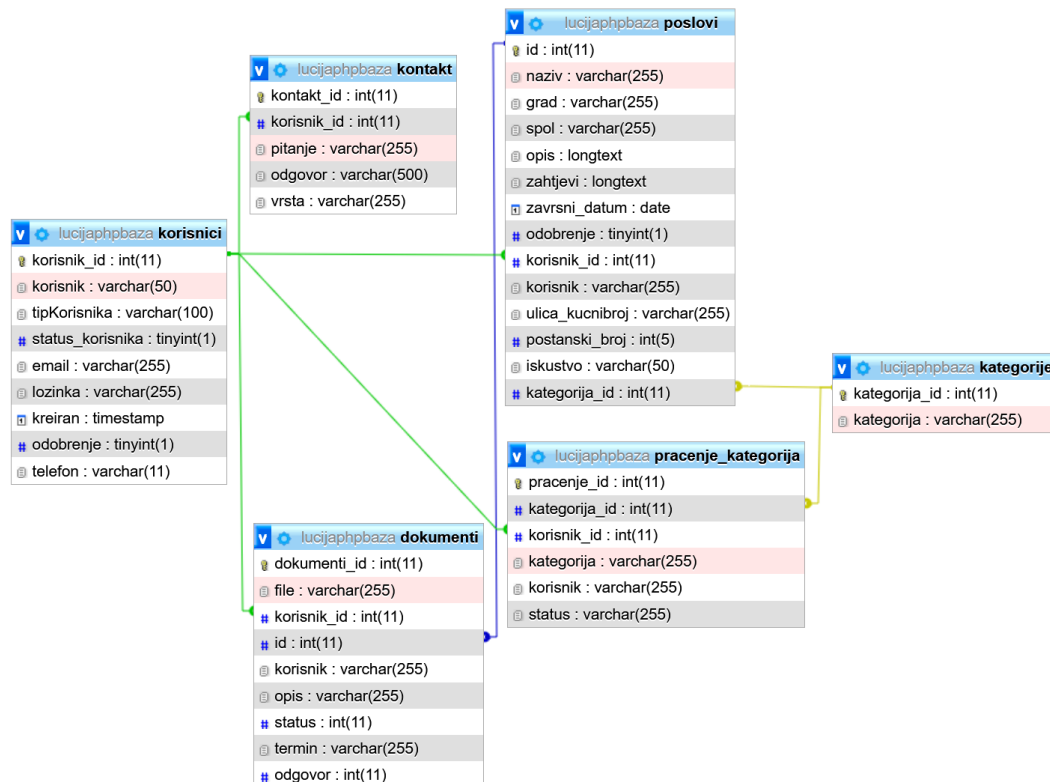 lucijaphpbaza kontakt
kontakt_id : int(11)
korisnik_id : int(11)
pitanje : varchar(255)
odgovor : varchar(500)
vrsta : varchar(255)
lucijaphpbaza poslovi
id : int(11)
naziv : varchar(255)
grad : varchar(255)
spol : varchar(255)
opis : longtext
zahtjevi : longtext
zavrsni_datum : date
odobrenje : tinyint(1)
korisnik_id : int(11)
korisnik : varchar(255)
ulica_kucnibroj : varchar(255)
postanski_broj : int(5)
iskustvo : varchar(50)
kategorija_id : int(11)
lucijaphpbaza korisnici
korisnik_id : int(11)
korisnik : varchar(50)
tipKorisnika : varchar(100)
status_korisnika : tinyint(1)
email : varchar(255)
lozinka : varchar(255)
kreiran : timestamp
odobrenje : tinyint(1)
telefon : varchar(11)
lucijaphpbaza kategorije
kategorija_id : int(11)
kategorija : varchar(255)
lucijaphpbaza pracenje_kategorija
pracenje_id : int(11)
kategorija_id : int(11)
korisnik_id : int(11)
kategorija : varchar(255)
korisnik : varchar(255)
status : varchar(255)
lucijaphpbaza dokumenti
dokumenti_id : int(11)
file : varchar(255)
korisnik_id : int(11)
id : int(11)
korisnik : varchar(255)
opis : varchar(255)
status : int(11)
termin : varchar(255)
odgovor : int(11)